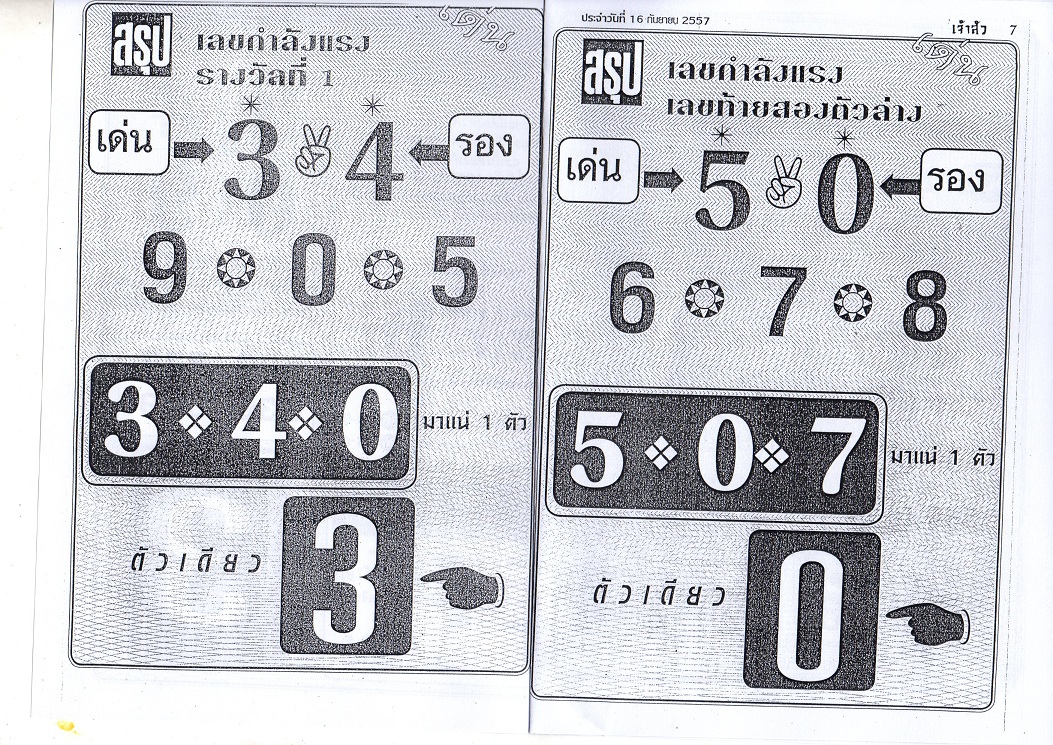 สรุป
เลขกำลังแรง
รางวัลที่ 1
เด่น 3 4 รอง
9 0 5
3 4 0 มาแน่ 1 ตัว
ตัวเดียว 3
ประจำวันที่ 16 กันยายน 2557
เจ้าสัว 7
สรุป
เลขกำลังแรง
เลขท้ายสองตัวล่าง
เด่น 5 0 รอง
6 7 8
5 0 7 มาแน่ 1 ตัว
ตัวเดียว 0